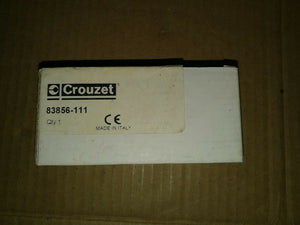 Crouzet
83856-111
Qty 1
CE
MADE IN ITALY